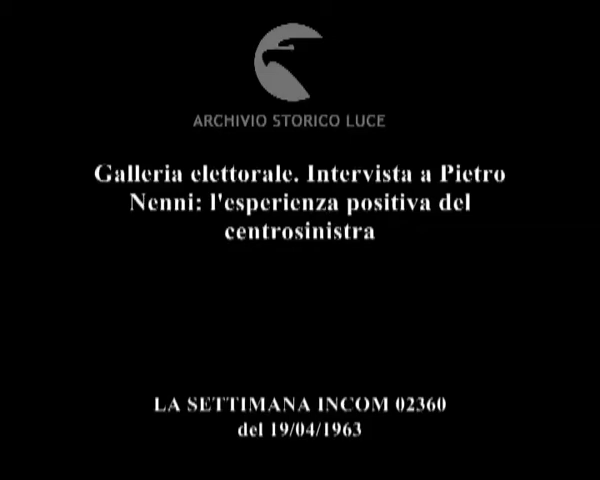 ARCHIVIO STORICO LUCE
Galleria elettorale. Intervista a Pietro
Nenni: l'esperienza positiva del
centrosinistra
LA SETTIMANA INCOM 02360
del 19/04/1963